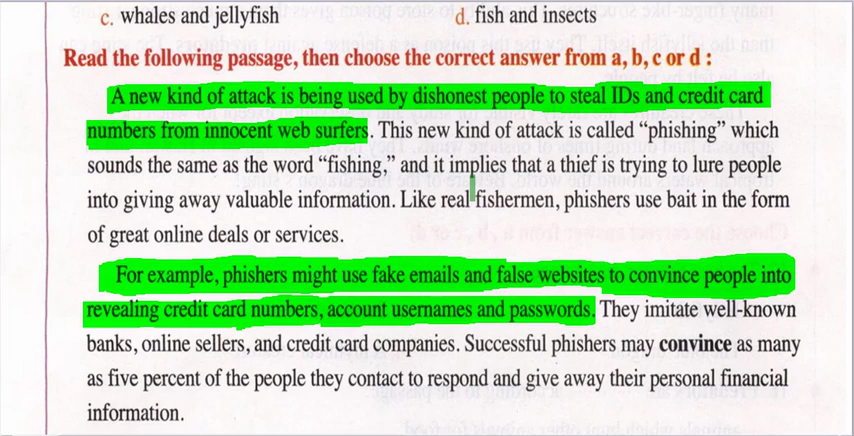 c. whales and jellyfish d. fish and insects
Read the following passage, then choose the correct answer from a, b, c or d :
A new kind of attack is being used by dishonest people to steal IDs and credit card
numbers from innocent web surfers. This new kind of attack is called “phishing” which
sounds the same as the word “fishing,” and it implies that a thief is trying to lure people
into giving away valuable information. Like real fishermen, phishers use bait in the form
of great online deals or services.
For example, phishers might use fake emails and false websites to convince people into
revealing credit card numbers, account usernames and passwords. They imitate well-known
banks, online sellers, and credit card companies. Successful phishers may convince as many
as five percent of the people they contact to respond and give away their personal financial
information.